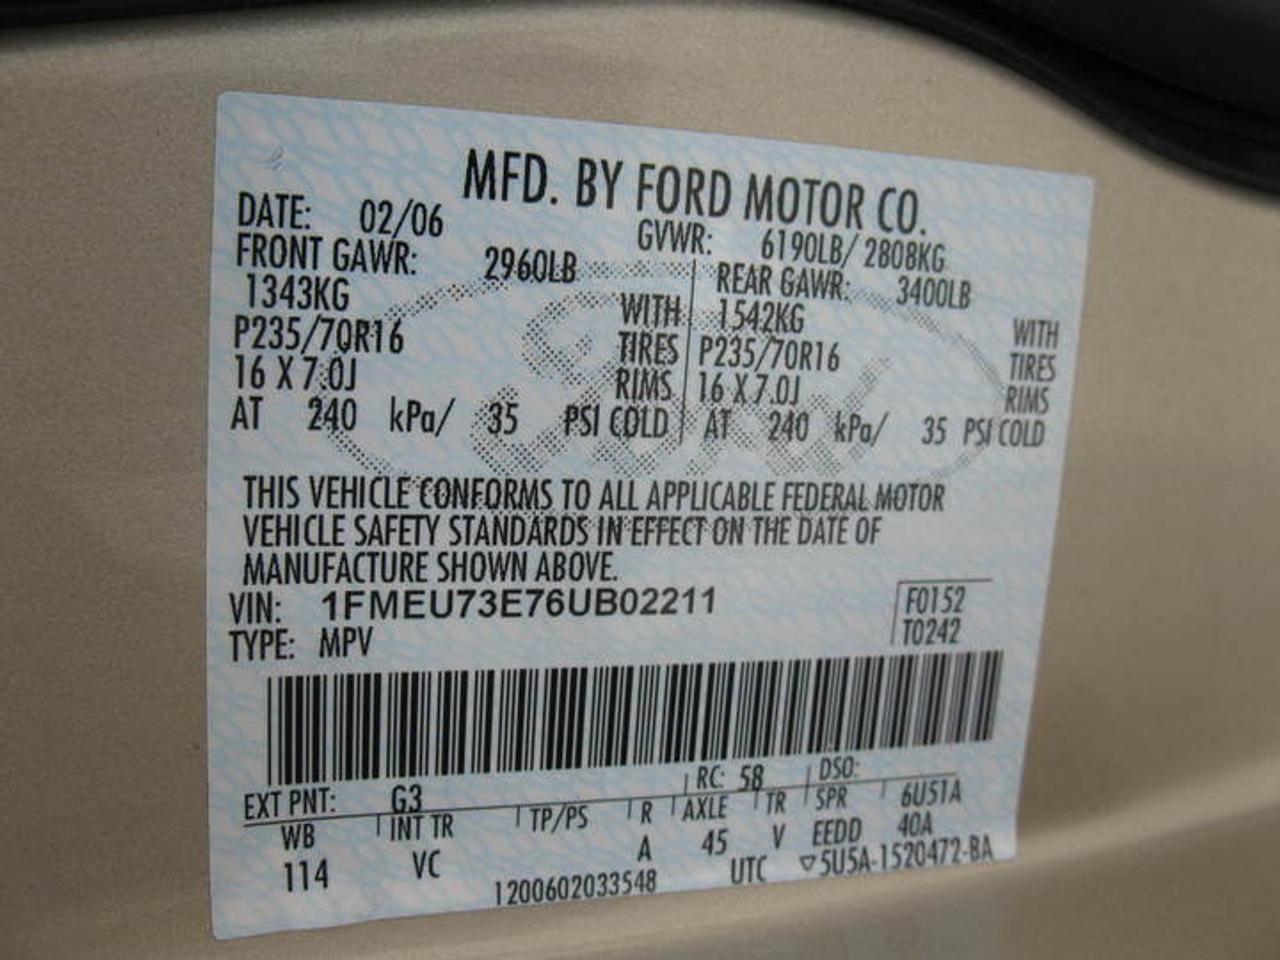 MFD. BY FORD MOTOR CO.
DATE: 02/06 GVWR: 6190LB/ 2808KG
FRONT GAWR: 2960LB REAR GAWR: 3400LB
1343KG WITH 1542KG WITH
P235/70R16 TIRES P235/70R16 TIRES
16 X 7.0J RIMS 16 X 7.0J RIMS
AT 240 kPa/ 35 PSI COLD AT 240 kPa/ 35 PSI COLD
THIS VEHICLE CONFORMS TO ALL APPLICABLE FEDERAL MOTOR
VEHICLE SAFETY STANDARDS IN EFFECT ON THE DATE OF
MANUFACTURE SHOWN ABOVE.
VIN: 1FMEU73E76UB02211 F0152
TYPE: MPV T0242
EXT PNT: G3 RC: 58 DSO:
WB INT TR TP/PS R AXLE TR SPR 6U51A
114 VC A 45 V EEDD 40A
1200602033548 UTC ▽5U5A-1520472-BA